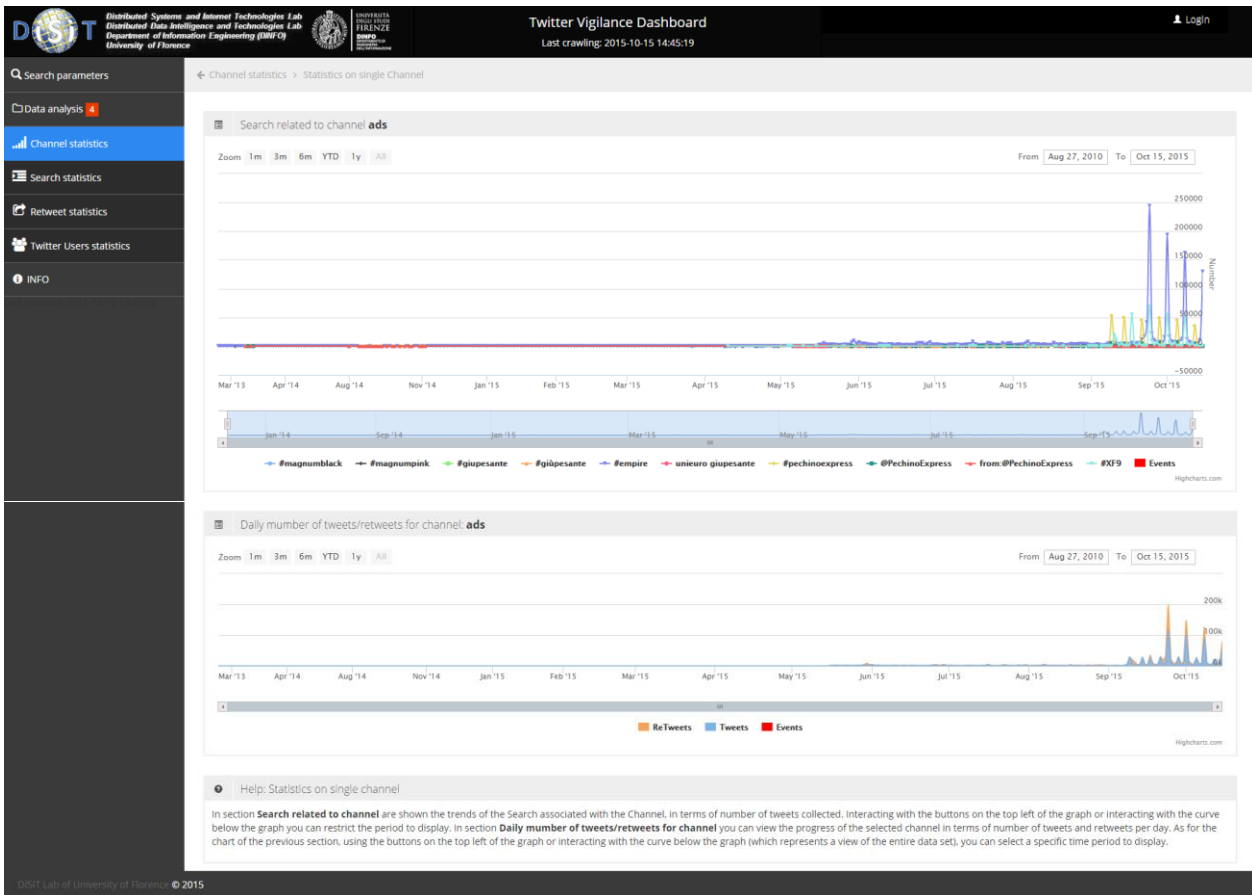 DISIT
Distributed Systems and Internet Technologies Lab
Distributed Data Intelligence and Technologies Lab
Department of Information Engineering (DINFO)
University of Florence
UNIVERSITÀ
DEGLI STUDI
FIRENZE
DINFO
Twitter Vigilance Dashboard
Last crawling: 2015-10-15 14:45:19
Login
Search parameters
Data analysis 4
Channel statistics
Search statistics
Retweet statistics
Twitter Users statistics
INFO
Channel statistics > Statistics on single Channel
Search related to channel ads
Zoom 1m 3m 6m YTD 1y All
From Aug 27, 2010 To Oct 15, 2015
250000
200000
150000
100000
50000
-50000
Number
Mar '13 Apr '14 Aug '14 Nov '14 Jan '15 Feb '15 Mar '15 Apr '15 May '15 Jun '15 Jul '15 Aug '15 Sep '15 Oct '15
Jan '14 Sep '14 Jan '15 Mar '15 May '15 Jul '15 Sep '15
#magnumblack #magnumpink #giupesante #giùpesante #empire unieuro giupesante #pechinoexpress @PechinoExpress from:@PechinoExpress #XF9 Events
Highcharts.com
Daily mumber of tweets/retweets for channel: ads
Zoom 1m 3m 6m YTD 1y All
From Aug 27, 2010 To Oct 15, 2015
200k
100k
Mar '13 Apr '14 Aug '14 Nov '14 Jan '15 Feb '15 Mar '15 Apr '15 May '15 Jun '15 Jul '15 Aug '15 Sep '15 Oct '15
ReTweets Tweets Events
Highcharts.com
Help: Statistics on single channel
In section Search related to channel are shown the trends of the Search associated with the Channel, in terms of number of tweets collected. Interacting with the buttons on the top left of the graph or interacting with the curve
below the graph you can restrict the period to display. In section Daily mumber of tweets/retweets for channel you can view the progress of the selected channel in terms of number of tweets and retweets per day. As for the
chart of the previous section, using the buttons on the top left of the graph or interacting with the curve below the graph (which represents a view of the entire data set), you can select a specific time period to display.
DISIT Lab of University of Florence © 2015